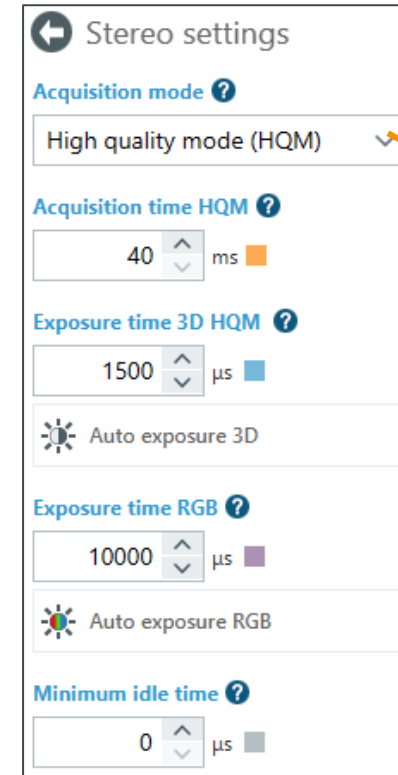 Stereo settings
Acquisition mode ?
High quality mode (HQM)
Acquisition time HQM ?
40 ms
Exposure time 3D HQM ?
1500 µs
Auto exposure 3D
Exposure time RGB ?
10000 µs
Auto exposure RGB
Minimum idle time ?
0 µs